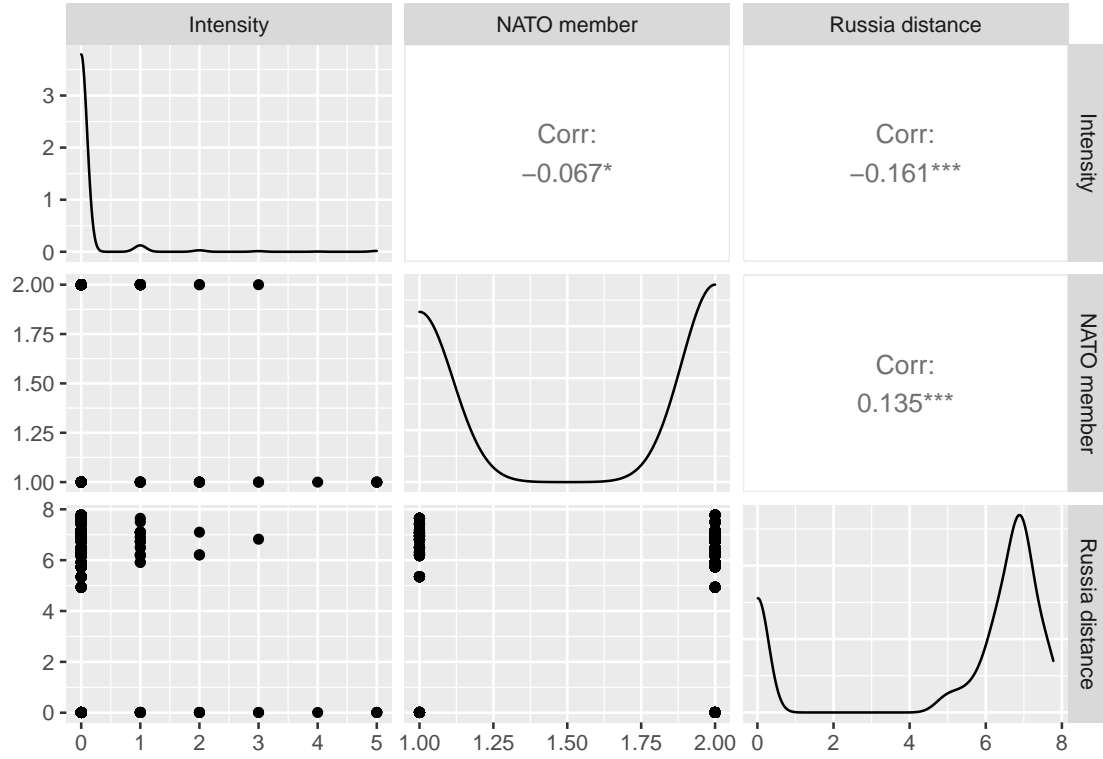 Intensity
NATO member
Russia distance
3
2
1
0
Corr:
−0.067*
Corr:
−0.161***
Intensity
2.00
1.75
1.50
1.25
1.00
Corr:
0.135***
NATO member
8
6
4
2
0
Russia distance
0 1 2 3 4 5
1.00 1.25 1.50 1.75 2.00
0 2 4 6 8